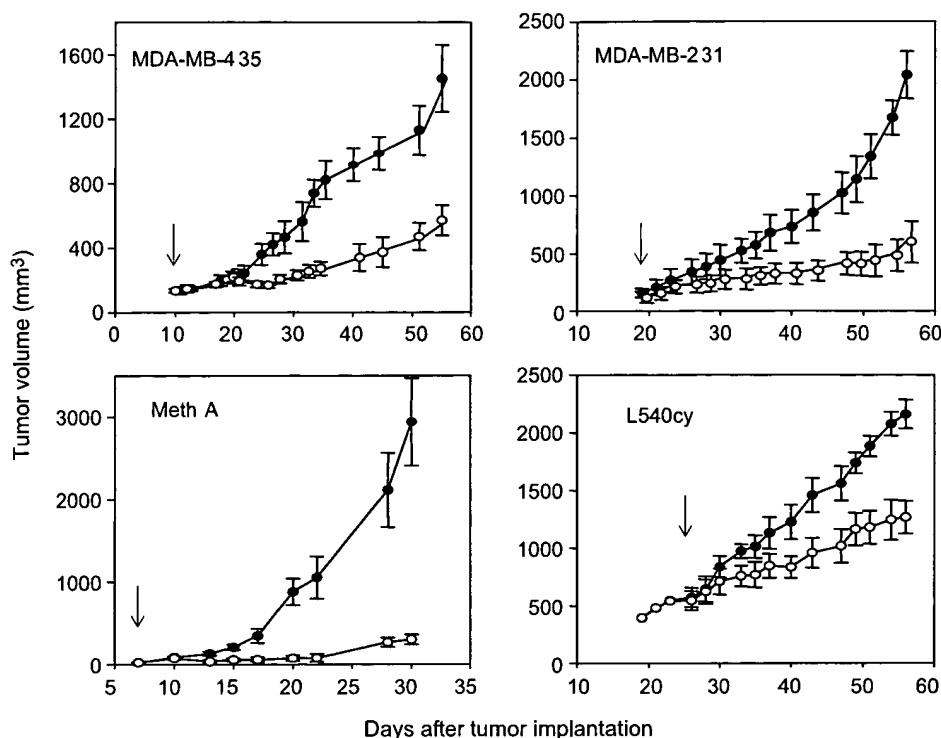 Tumor volume (mm³)
MDA-MB-435
1600
1200
800
400
0
0 10 20 30 40 50 60
MDA-MB-231
2500
2000
1500
1000
500
0
10 20 30 40 50 60
Meth A
3000
2000
1000
0
5 10 15 20 25 30 35
L540cy
2500
2000
1500
1000
500
0
10 20 30 40 50 60
Days after tumor implantation